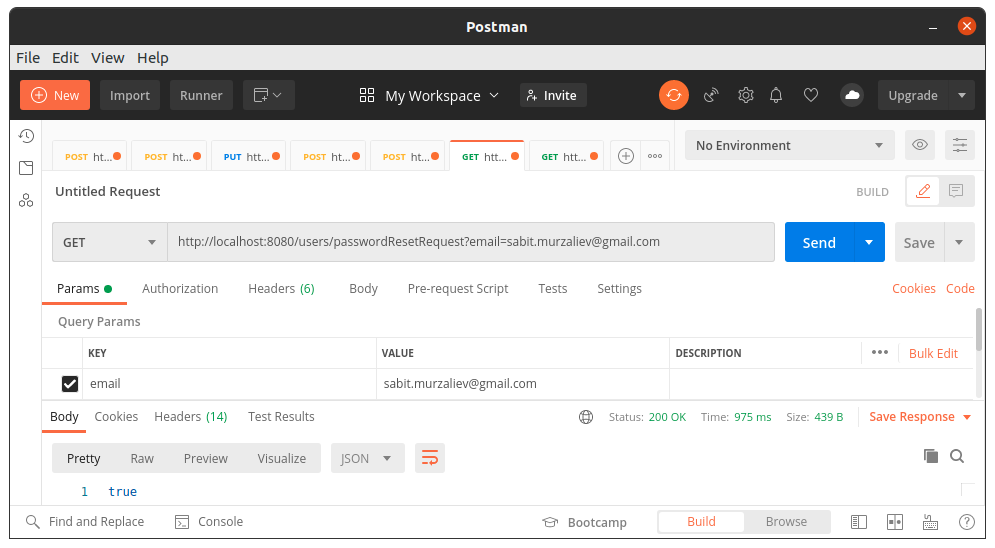 Postman
File Edit View Help
New Import Runner My Workspace Invite Upgrade
POST ht... POST ht... PUT htt... POST ht... POST ht... GET htt... GET htt... No Environment
Untitled Request BUILD
GET http://localhost:8080/users/passwordResetRequest?email=sabit.murzaliev@gmail.com Send Save
Params Authorization Headers (6) Body Pre-request Script Tests Settings Cookies Code
Query Params
KEY VALUE DESCRIPTION ••• Bulk Edit
email sabit.murzaliev@gmail.com
Body Cookies Headers (14) Test Results Status: 200 OK Time: 975 ms Size: 439 B Save Response
Pretty Raw Preview Visualize JSON
1 true
Find and Replace Console Bootcamp Build Browse